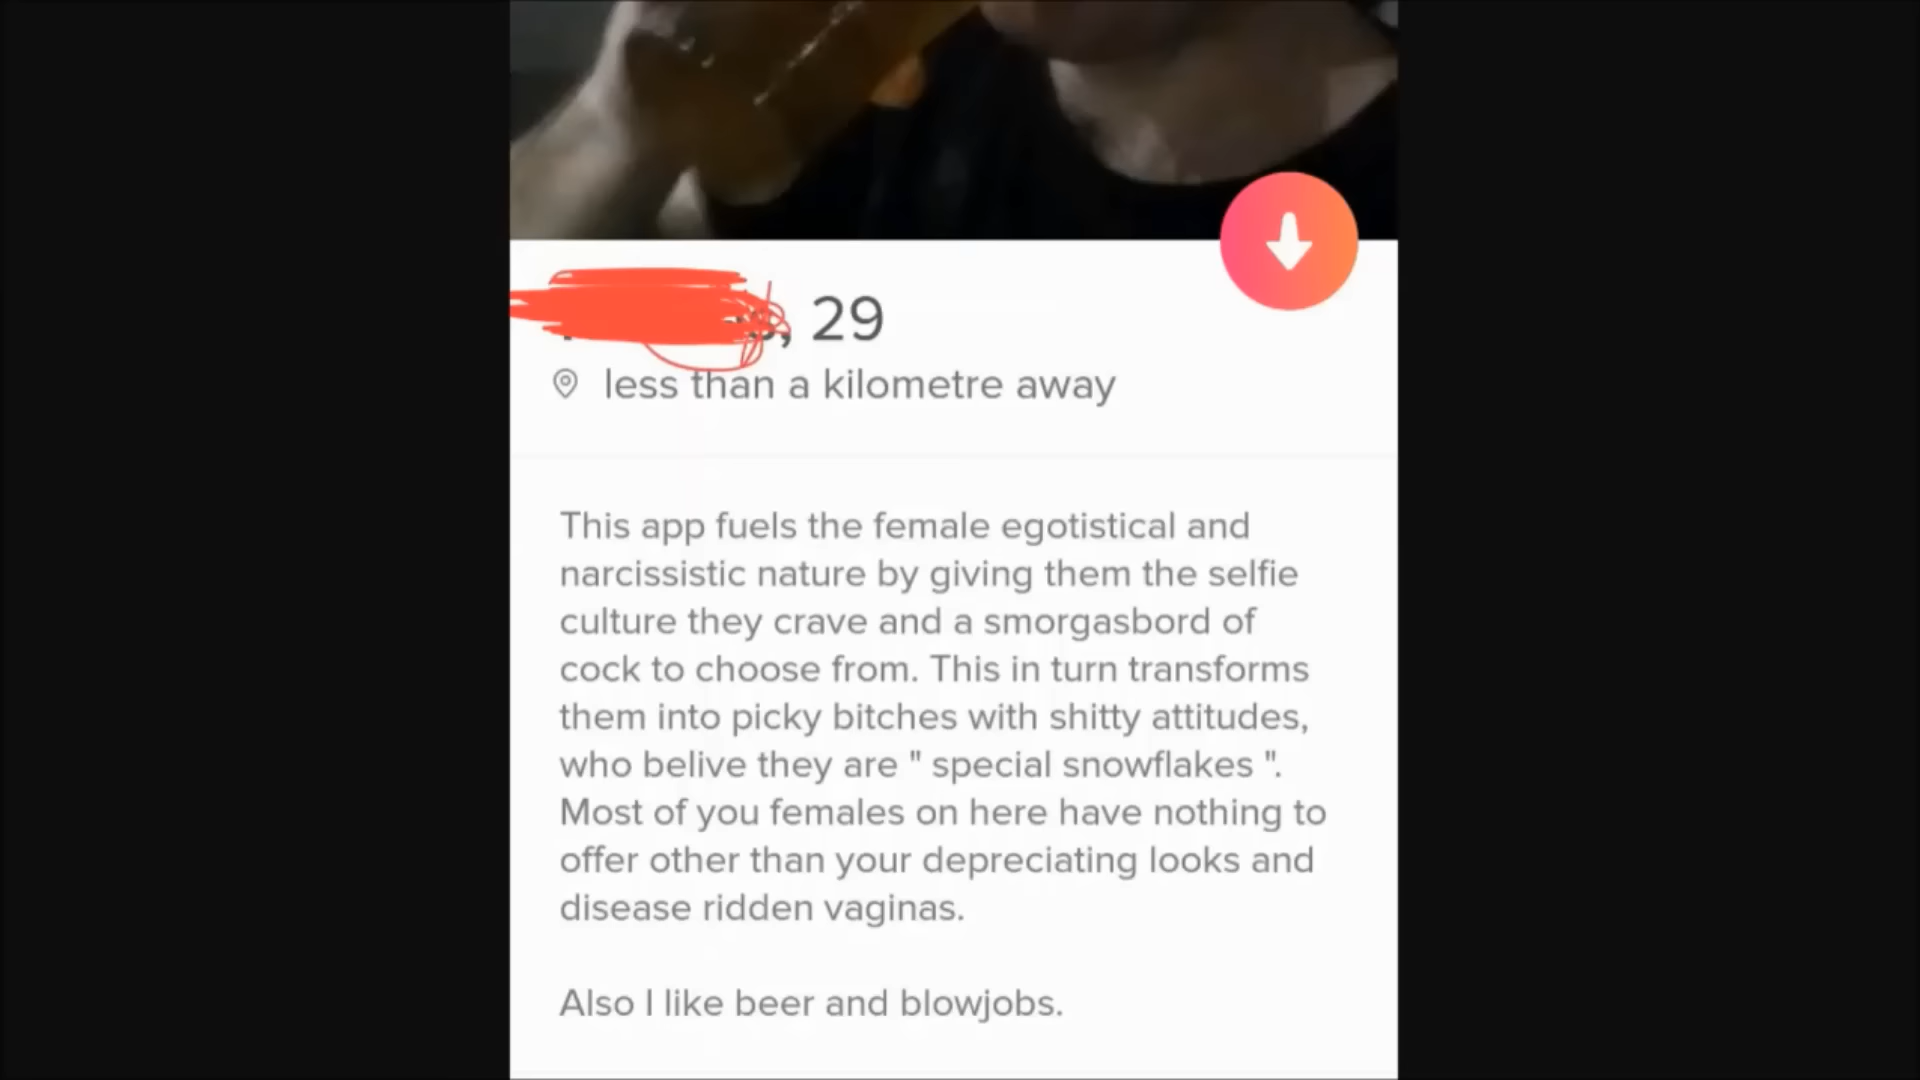 , 29
less than a kilometre away
This app fuels the female egotistical and
narcissistic nature by giving them the selfie
culture they crave and a smorgasbord of
cock to choose from. This in turn transforms
them into picky bitches with shitty attitudes,
who belive they are " special snowflakes ".
Most of you females on here have nothing to
offer other than your depreciating looks and
disease ridden vaginas.
Also I like beer and blowjobs.